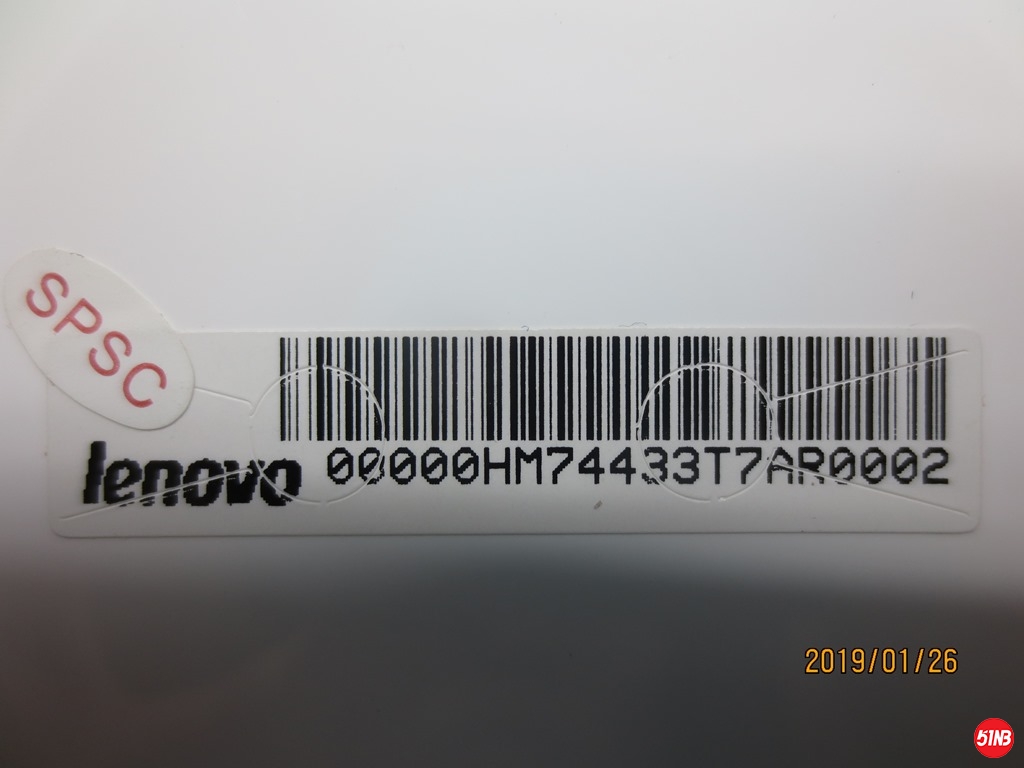 SPSC
lenovo
00000HM74433T7AR0002
2019/01/26
51NB